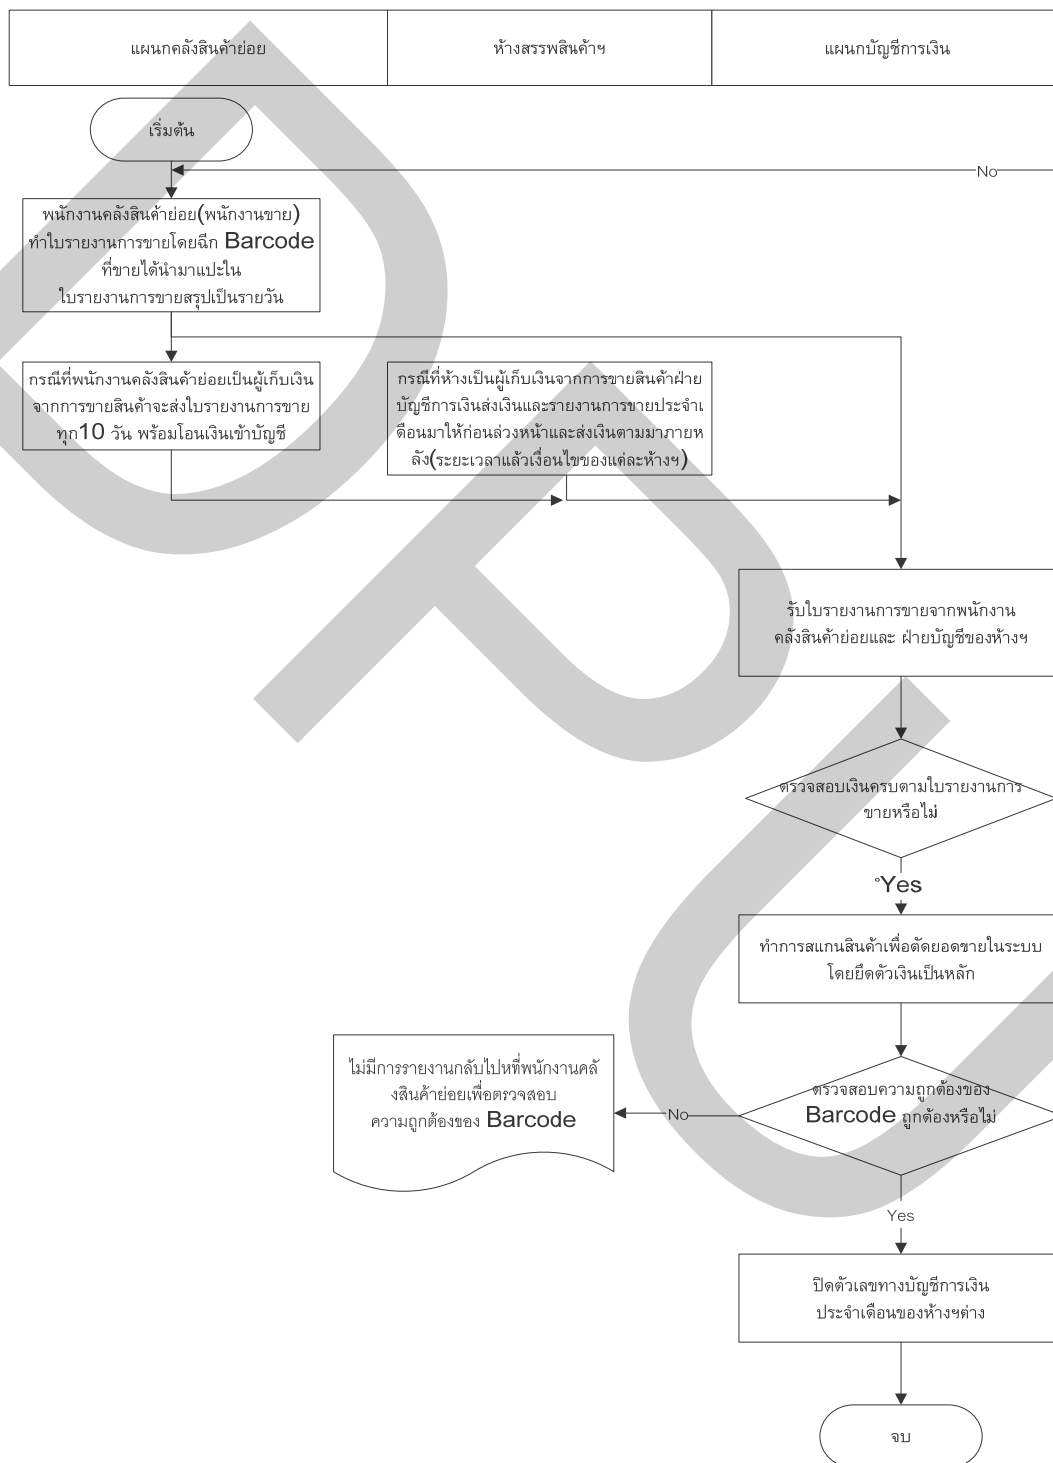 แผนกคลังสินค้าย่อย
ห้างสรรพสินค้าฯ
แผนกบัญชีการเงิน
เริ่มต้น
No
พนักงานคลังสินค้าย่อย(พนักงานขาย)
ทำใบรายงานการขายโดยฉีก Barcode
ที่ขายได้นำมาแปะใน
ใบรายงานการขายสรุปเป็นรายวัน
กรณีที่พนักงานคลังสินค้าย่อยเป็นผู้เก็บเงิน
จากการขายสินค้าจะส่งใบรายงานการขาย
ทุก10 วัน พร้อมโอนเงินเข้าบัญชี
กรณีที่ห้างเป็นผู้เก็บเงินจากการขายสินค้าฝ่าย
บัญชีการเงินส่งเงินและรายงานการขายประจำเ
ดือนมาให้ก่อนล่วงหน้าและส่งเงินตามมาภายห
ลัง(ระยะเวลาแล้วเงื่อนไขของแต่ละห้างฯ)
รับใบรายงานการขายจากพนักงาน
คลังสินค้าย่อยและ ฝ่ายบัญชีของห้างฯ
ตรวจสอบเงินครบตามใบรายงานการ
ขายหรือไม่
Yes
ทำการสแกนสินค้าเพื่อตัดยอดขายในระบบ
โดยยึดตัวเงินเป็นหลัก
ไม่มีการรายงานกลับไปหที่พนักงานคลั
งสินค้าย่อยเพื่อตรวจสอบ
ความถูกต้องของ Barcode
No
ตรวจสอบความถูกต้องของ
Barcode ถูกต้องหรือไม่
Yes
ปิดตัวเลขทางบัญชีการเงิน
ประจำเดือนของห้างฯต่าง
จบ
DPU